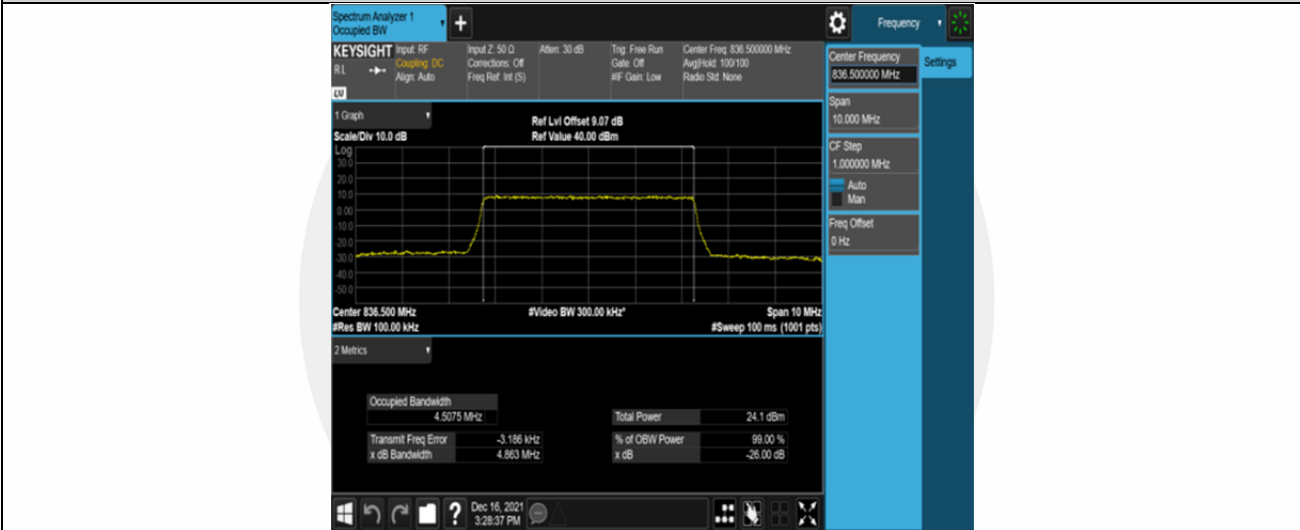 Spectrum Analyzer 1
Occupied BW
+
Frequency
KEYSIGHT
Input: RF
Coupling: DC
Align: Auto
R L
LXI
Input Z: 50 Ω
Corrections: Off
Freq Ref: Int (S)
Atten: 30 dB
Trig: Free Run
Gate: Off
#IF Gain: Low
Center Freq: 836.500000 MHz
Avg|Hold: 100/100
Radio Std: None
Center Frequency
836.500000 MHz
Settings
Span
10.000 MHz
CF Step
1.000000 MHz
Auto
Man
Freq Offset
0 Hz
1 Graph
Scale/Div 10.0 dB
Ref Lvl Offset 9.07 dB
Ref Value 40.00 dBm
Log
30.0
20.0
10.0
0.00
-10.0
-20.0
-30.0
-40.0
-50.0
Center 836.500 MHz
#Res BW 100.00 kHz
#Video BW 300.00 kHz*
Span 10 MHz
#Sweep 100 ms (1001 pts)
2 Metrics
Occupied Bandwidth
4.5075 MHz
Total Power 24.1 dBm
Transmit Freq Error -3.186 kHz
% of OBW Power 99.00 %
x dB Bandwidth 4.863 MHz
x dB -26.00 dB
?
Dec 16, 2021
3:28:37 PM